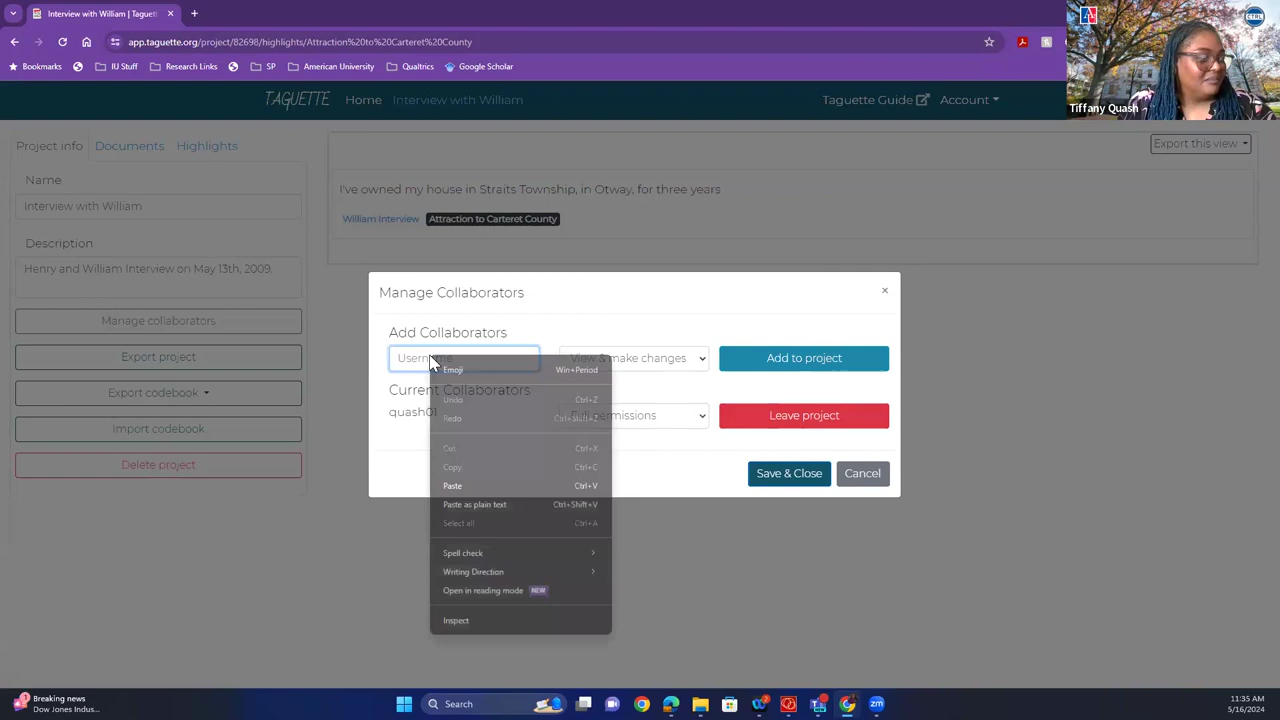 Interview with William | Taguett
app.taguette.org/project/82698/highlights/Attraction%20to%20Carteret%20County
Bookmarks
IU Stuff
Research Links
SP
American University
Qualtrics
Google Scholar
CTRL
Tiffany Quash
TAGUETTE
Home
Interview with William
Taguette Guide
Account
Project info
Documents
Highlights
Export this view
Name
Interview with William
Description
Henry and William Interview on May 13th, 2009.
Manage collaborators
Export project
Export codebook
Import codebook
Delete project
I've owned my house in Straits Township, in Otway, for three years
William Interview
Attraction to Carteret County
Manage Collaborators
×
Add Collaborators
Username
View & make changes
Add to project
Current Collaborators
quash01
Full permissions
Leave project
Save & Close
Cancel
Emoji Win+Period
Undo Ctrl+Z
Redo Ctrl+Shift+Z
Cut Ctrl+X
Copy Ctrl+C
Paste Ctrl+V
Paste as plain text Ctrl+Shift+V
Select all Ctrl+A
Spell check
Writing Direction
Open in reading mode NEW
Inspect
1
Breaking news
Dow Jones Indus...
Search
zm
11:35 AM
5/16/2024